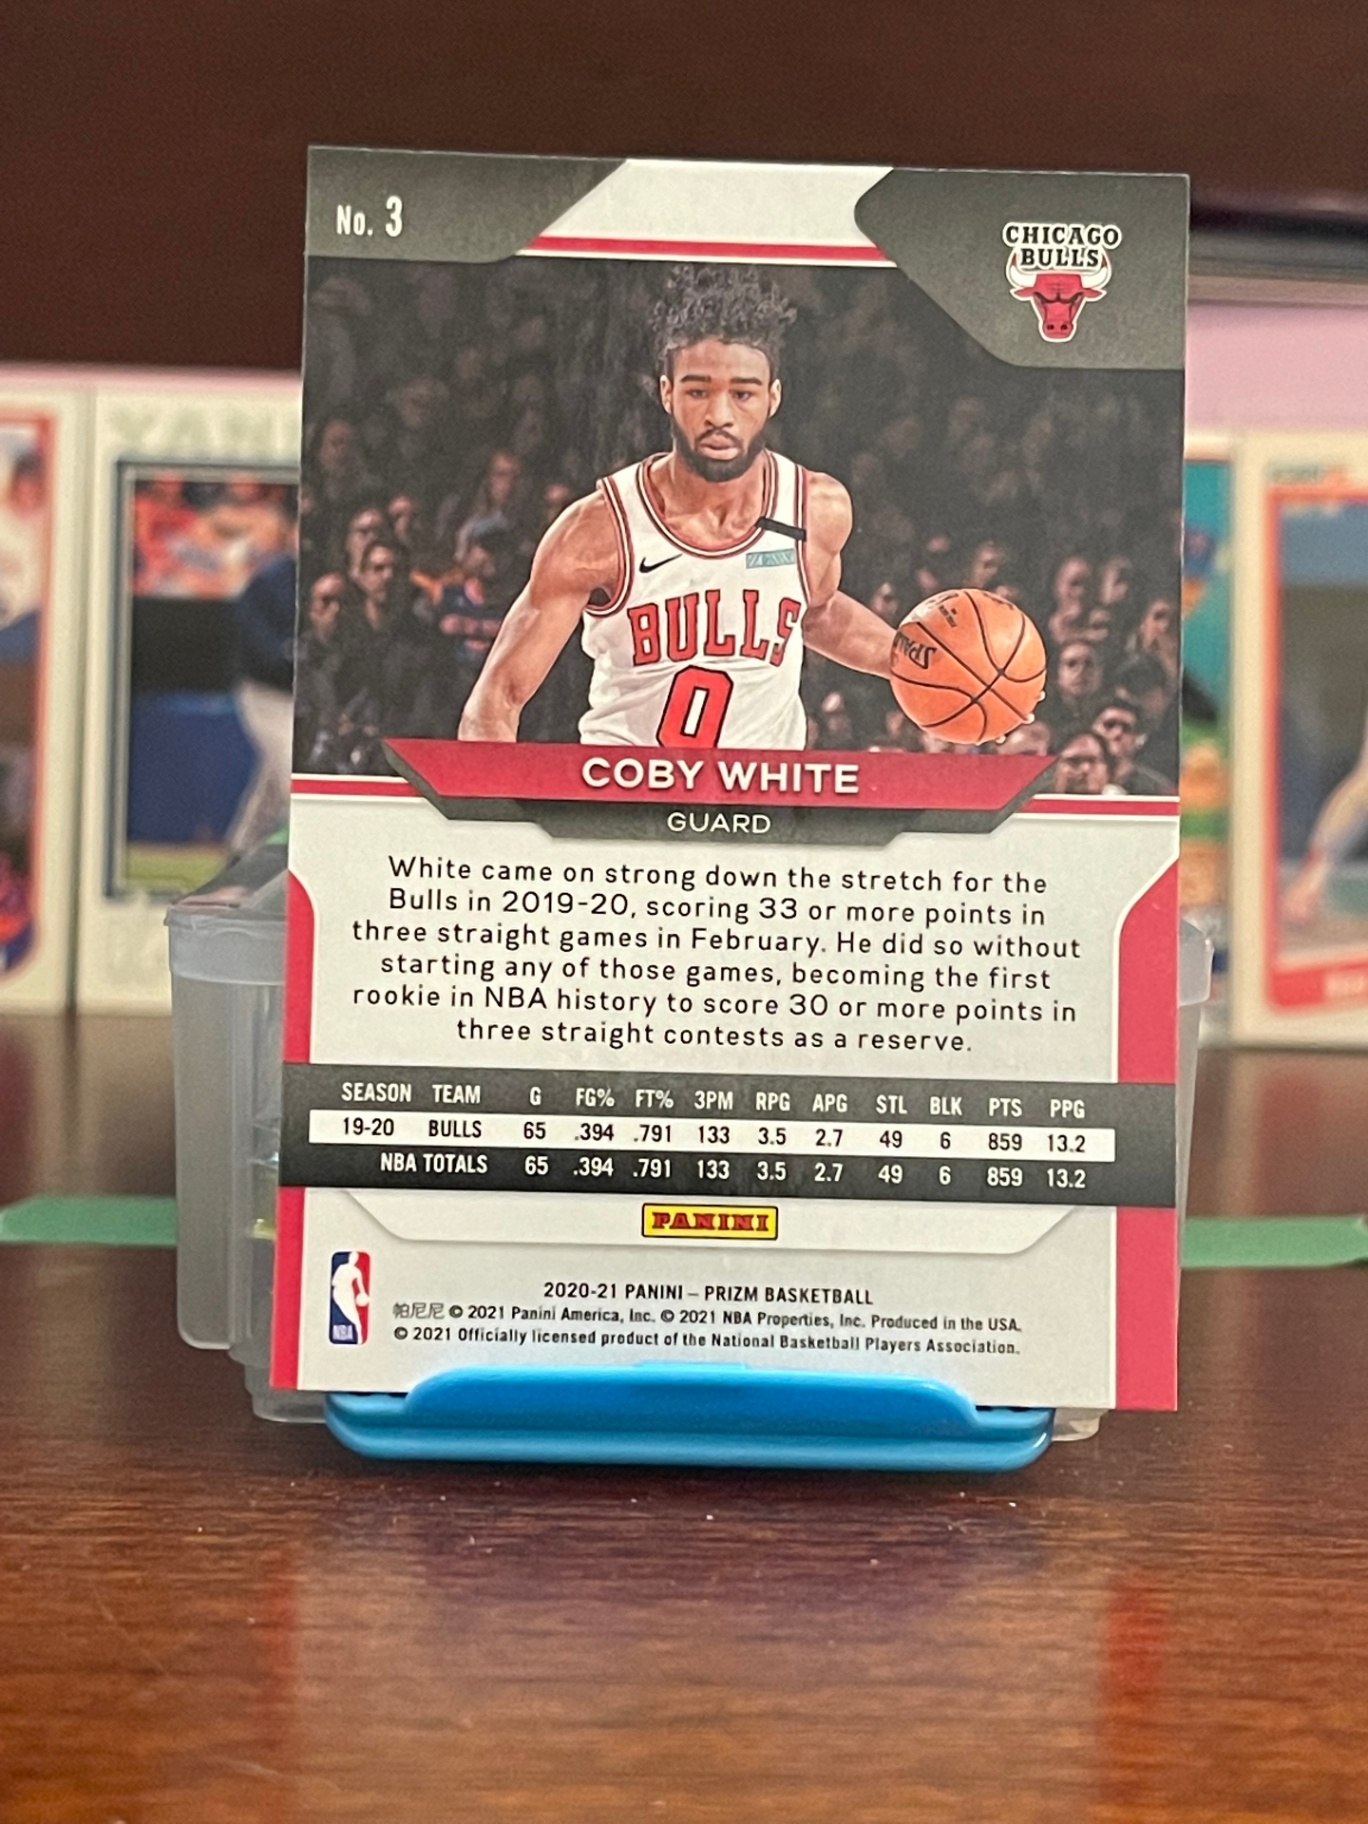 No. 3
CHICAGO
BULLS
BULLS
0
SPALDING
COBY WHITE
GUARD
White came on strong down the stretch for the
Bulls in 2019-20, scoring 33 or more points in
three straight games in February. He did so without
starting any of those games, becoming the first
rookie in NBA history to score 30 or more points in
three straight contests as a reserve.
SEASON TEAM G FG% FT% 3PM RPG APG STL BLK PTS PPG
19-20 BULLS 65 .394 .791 133 3.5 2.7 49 6 859 13.2
NBA TOTALS 65 .394 .791 133 3.5 2.7 49 6 859 13.2
PANINI
NBA
2020-21 PANINI – PRIZM BASKETBALL
帕尼尼 © 2021 Panini America, Inc. © 2021 NBA Properties, Inc. Produced in the USA.
© 2021 Officially licensed product of the National Basketball Players Association.